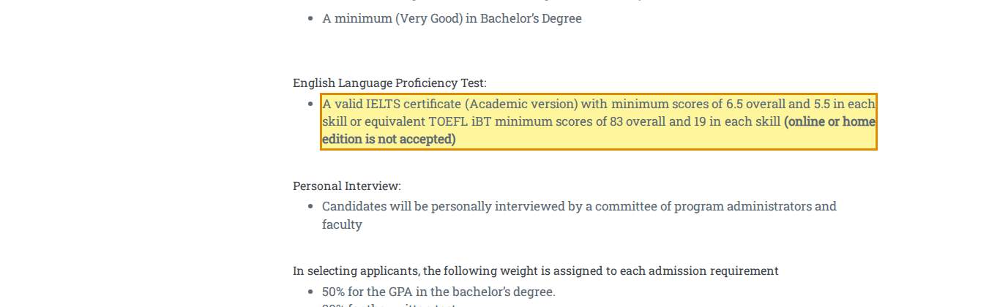 A minimum (Very Good) in Bachelor's Degree
English Language Proficiency Test:
A valid IELTS certificate (Academic version) with minimum scores of 6.5 overall and 5.5 in each
skill or equivalent TOEFL iBT minimum scores of 83 overall and 19 in each skill (online or home
edition is not accepted)
Personal Interview:
Candidates will be personally interviewed by a committee of program administrators and
faculty
In selecting applicants, the following weight is assigned to each admission requirement
50% for the GPA in the bachelor's degree.